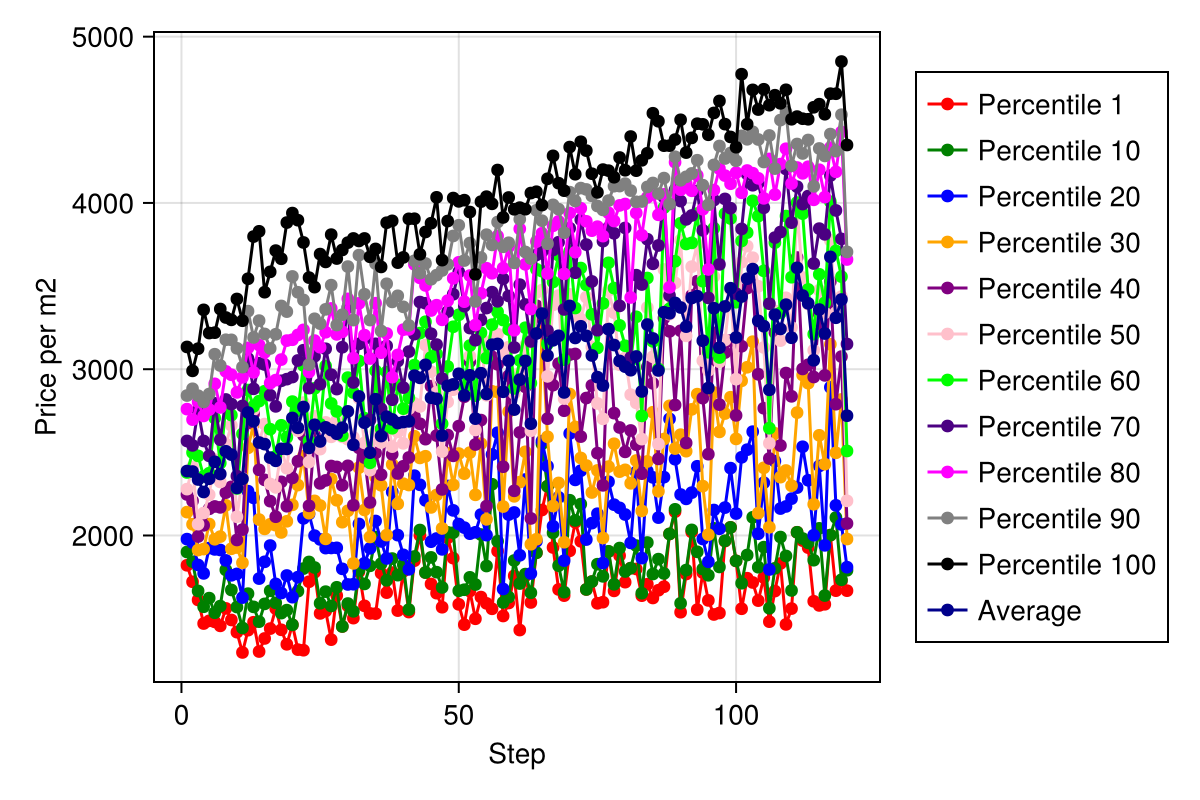 5000
4000
3000
2000
Price per m2
0
50
100
Step
Percentile 1
Percentile 10
Percentile 20
Percentile 30
Percentile 40
Percentile 50
Percentile 60
Percentile 70
Percentile 80
Percentile 90
Percentile 100
Average